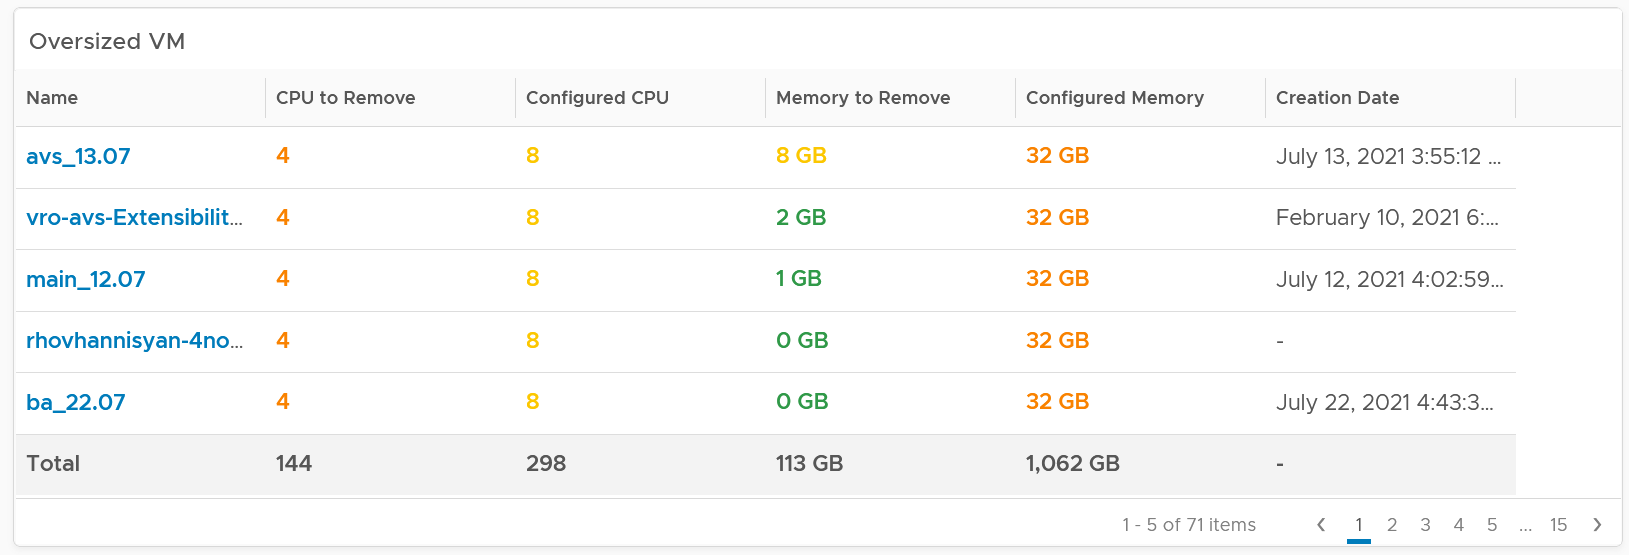 Oversized VM
Name CPU to Remove Configured CPU Memory to Remove Configured Memory Creation Date
avs_13.07 4 8 8 GB 32 GB July 13, 2021 3:55:12 ...
vro-avs-Extensibilit... 4 8 2 GB 32 GB February 10, 2021 6:...
main_12.07 4 8 1 GB 32 GB July 12, 2021 4:02:59...
rhovhannisyan-4no... 4 8 0 GB 32 GB -
ba_22.07 4 8 0 GB 32 GB July 22, 2021 4:43:3...
Total 144 298 113 GB 1,062 GB -
1 - 5 of 71 items ‹ 1 2 3 4 5 ... 15 ›